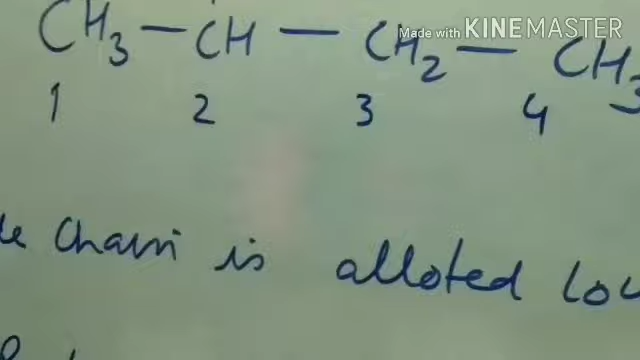 Made with KINEMASTER
CH3 — CH — CH2 — CH3
1 2 3 4
chain is alloted